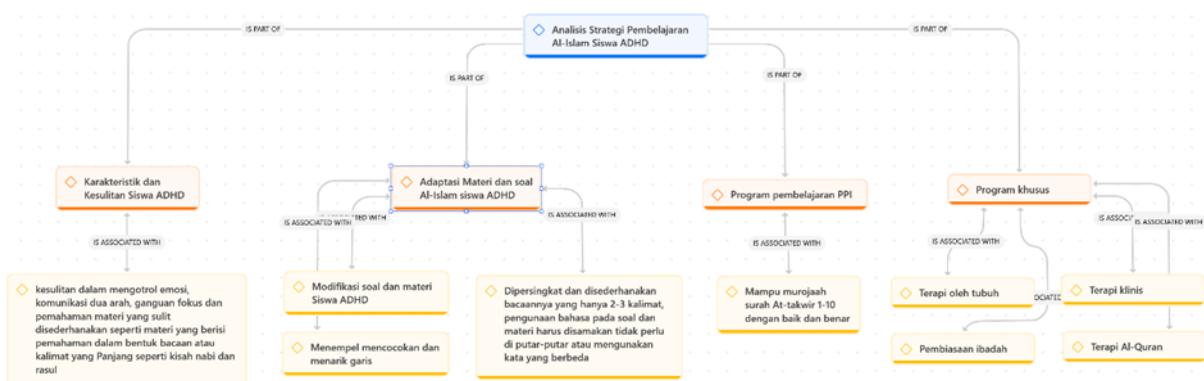 Analisis Strategi Pembelajaran
Al-Islam Siswa ADHD
IS PART OF
IS PART OF
IS PART OF
IS PART OF
Karakteristik dan
Kesulitan Siswa ADHD
Adaptasi Materi dan soal
Al-Islam siswa ADHD
Program pembelajaran PPI
Program khusus
IS ASSOCIATED WITH
IS ASSOCIATED WITH
WITH
IS ASSOCIATED WITH
IS ASSOCIATED WITH
IS ASSOCIATED WITH
IS ASSOCIATED WITH
kesulitan dalam mengotrol emosi,
komunikasi dua arah, ganguan fokus dan
pemahaman materi yang sulit
disederhanakan seperti materi yang berisi
pemahaman dalam bentuk bacaan atau
kalimat yang Panjang seperti kisah nabi dan
rasul
Modifikasi soal dan materi
Siswa ADHD
Menempel mencocokan dan
menarik garis
Dipersingkat dan disederhanakan
bacaannya yang hanya 2-3 kalimat,
pengunaan bahasa pada soal dan
materi harus disamakan tidak perlu
di putar-putar atau mengunakan
kata yang berbeda
Mampu murojaah
surah At-takwir 1-10
dengan baik dan benar
Terapi oleh tubuh
Terapi klinis
Pembiasaan ibadah
Terapi Al-Quran